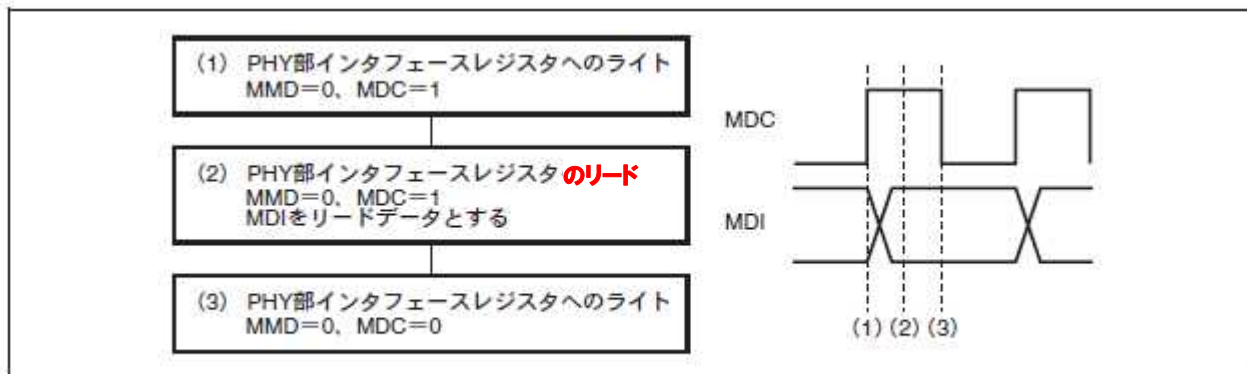 (1) PHY部インタフェースレジスタへのライト
MMD=0、MDC=1
(2) PHY部インタフェースレジスタのリード
MMD=0、MDC=1
MDIをリードデータとする
(3) PHY部インタフェースレジスタへのライト
MMD=0、MDC=0
MDC
MDI
(1) (2) (3)